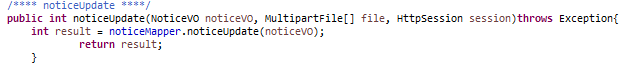 /**** noticeUpdate ****/
public int noticeUpdate(NoticeVO noticeVO, MultipartFile[] file, HttpSession session)throws Exception{
int result = noticeMapper.noticeUpdate(noticeVO);
return result;
}